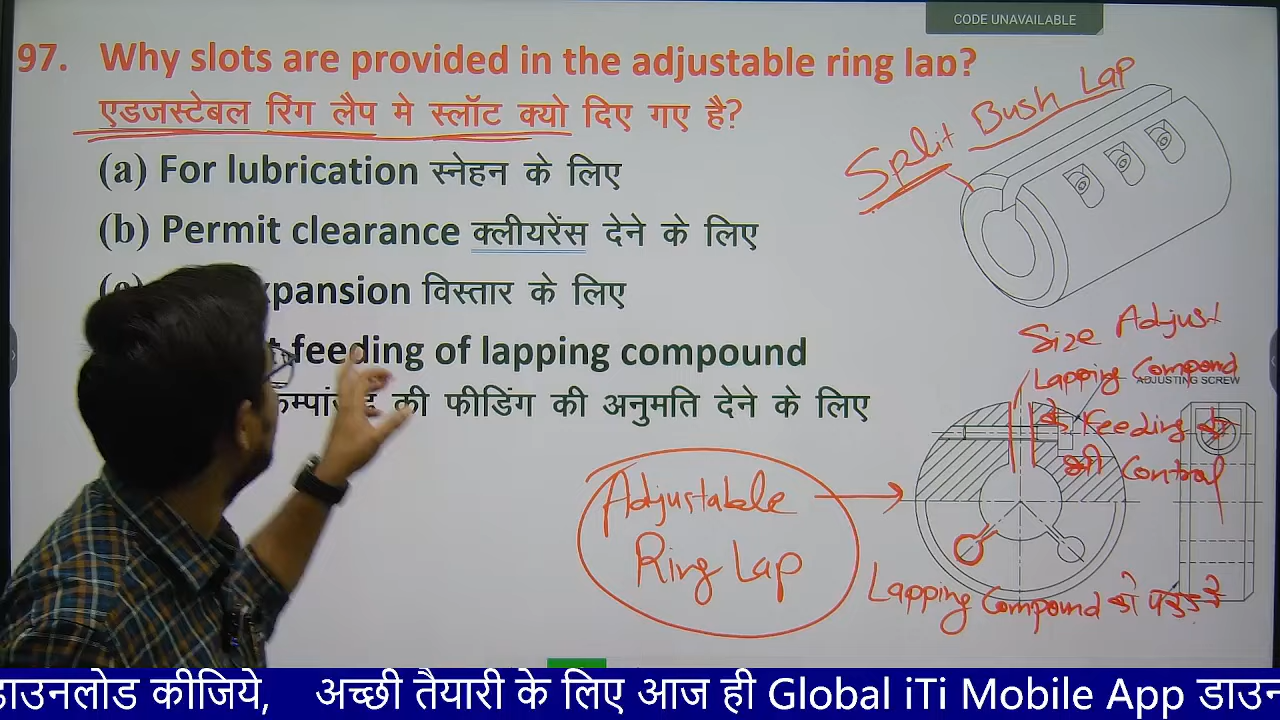 CODE UNAVAILABLE
97. Why slots are provided in the adjustable ring lap?
एडजस्टेबल रिंग लैप मे स्लॉट क्यो दिए गए है?
(a) For lubrication स्नेहन के लिए
(b) Permit clearance क्लीयरेंस देने के लिए
expansion विस्तार के लिए
feeding of lapping compound
की फीडिंग की अनुमति देने के लिए
Split Bush Lap
Size Adjust
Lapping Compound
ADJUSTING SCREW
के Feeding को
भी Control
Adjustable
Ring Lap
Lapping Compound को पकड़ने
डाउनलोड कीजिये, अच्छी तैयारी के लिए आज ही Global iTi Mobile App डाउन